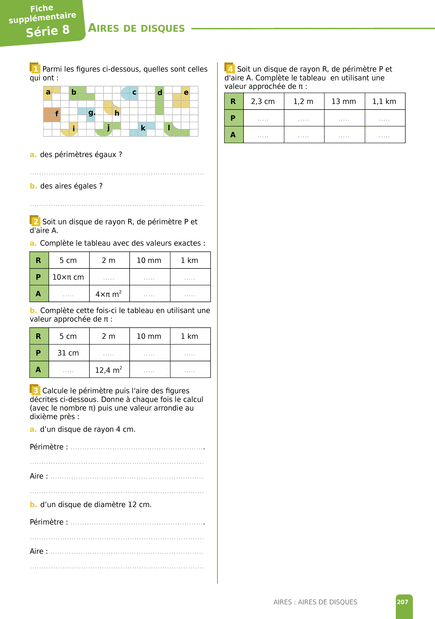 Fiche
supplémentaire
Série 8
AIRES DE DISQUES
1 Parmi les figures ci-dessous, quelles sont celles
qui ont :
a b c d e
f g. h
i j k l
a. des périmètres égaux ?
b. des aires égales ?
2 Soit un disque de rayon R, de périmètre P et
d'aire A.
a. Complète le tableau avec des valeurs exactes :
R 5 cm 2 m 10 mm 1 km
P 10×π cm ..... ..... .....
A ..... 4×π m² ..... .....
b. Complète cette fois-ci le tableau en utilisant une
valeur approchée de π :
R 5 cm 2 m 10 mm 1 km
P 31 cm ..... ..... .....
A ..... 12,4 m² ..... .....
3 Calcule le périmètre puis l'aire des figures
décrites ci-dessous. Donne à chaque fois le calcul
(avec le nombre π) puis une valeur arrondie au
dixième près :
a. d'un disque de rayon 4 cm.
Périmètre : .....
Aire : .....
b. d'un disque de diamètre 12 cm.
Périmètre : .....
Aire : .....
4 Soit un disque de rayon R, de périmètre P et
d'aire A. Complète le tableau en utilisant une
valeur approchée de π :
R 2,3 cm 1,2 m 13 mm 1,1 km
P ..... ..... ..... .....
A ..... ..... ..... .....
AIRES : AIRES DE DISQUES 207